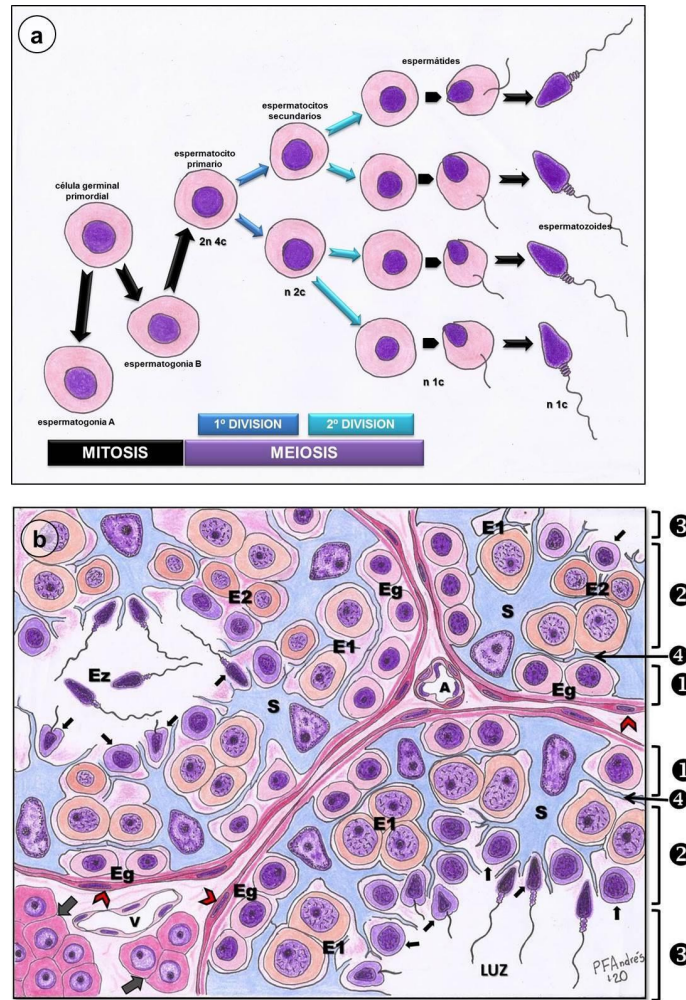 a
espermátides
espermatocitos
secundarios
espermatocito
primario
célula germinal
primordial
2n 4c
espermatozoides
n 2c
espermatogonia B
n 1c
n 1c
espermatogonia A
1º DIVISION
2º DIVISION
MITOSIS
MEIOSIS
b
E1
3
Eg
E2
E2
2
E1
S
Ez
4
S
A
Eg
1
1
4
S
E1
2
Eg
Eg
V
E1
LUZ
3
PFAndrés
'20